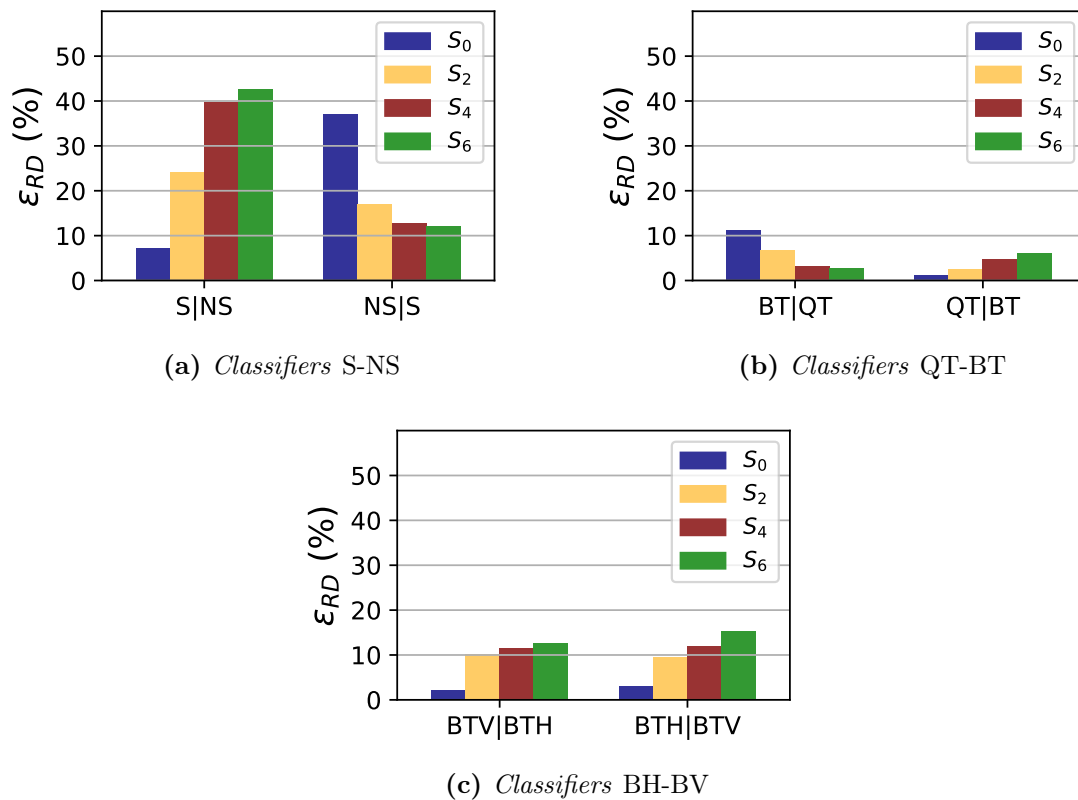 50
40
30
20
10
0
ε_RD (%)
S_0
S_2
S_4
S_6
S|NS
NS|S
(a) Classifiers S-NS
50
40
30
20
10
0
ε_RD (%)
S_0
S_2
S_4
S_6
BT|QT
QT|BT
(b) Classifiers QT-BT
50
40
30
20
10
0
ε_RD (%)
S_0
S_2
S_4
S_6
BTV|BTH
BTH|BTV
(c) Classifiers BH-BV